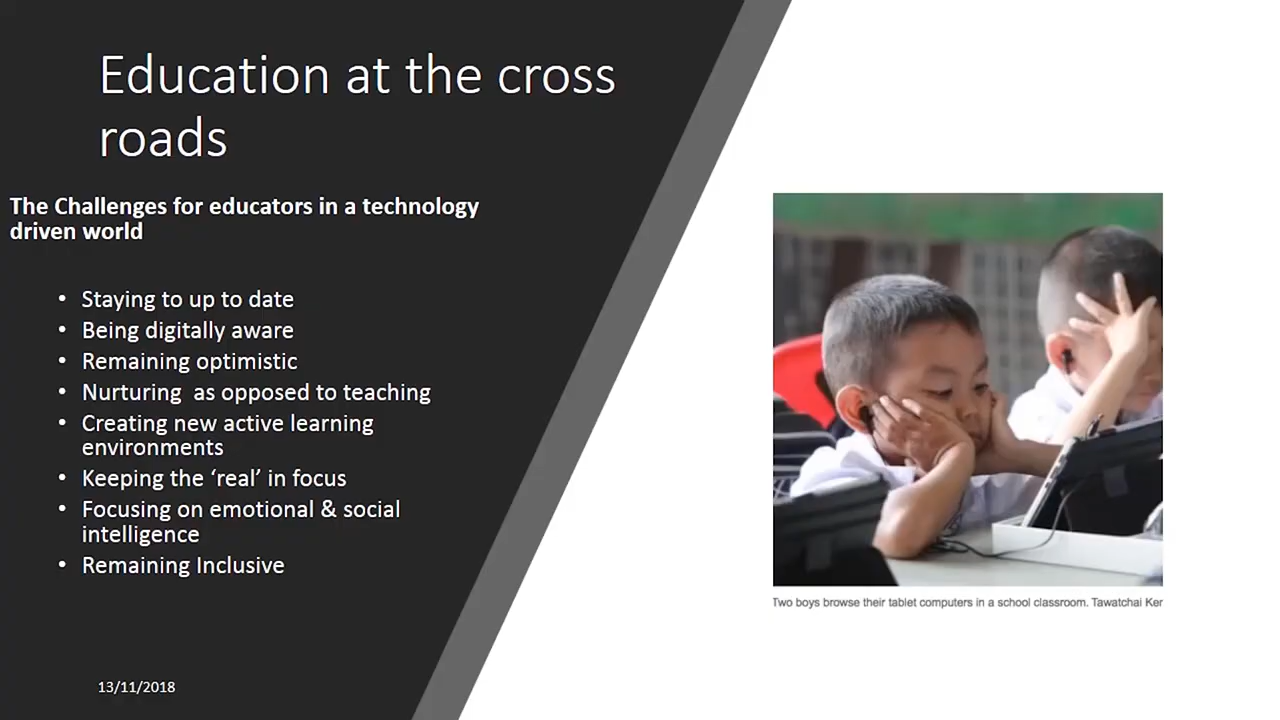 Education at the cross
roads
The Challenges for educators in a technology
driven world
• Staying to up to date
• Being digitally aware
• Remaining optimistic
• Nurturing  as opposed to teaching
• Creating new active learning
environments
• Keeping the ‘real’ in focus
• Focusing on emotional & social
intelligence
• Remaining Inclusive
13/11/2018
Two boys browse their tablet computers in a school classroom. Tawatchai Ker